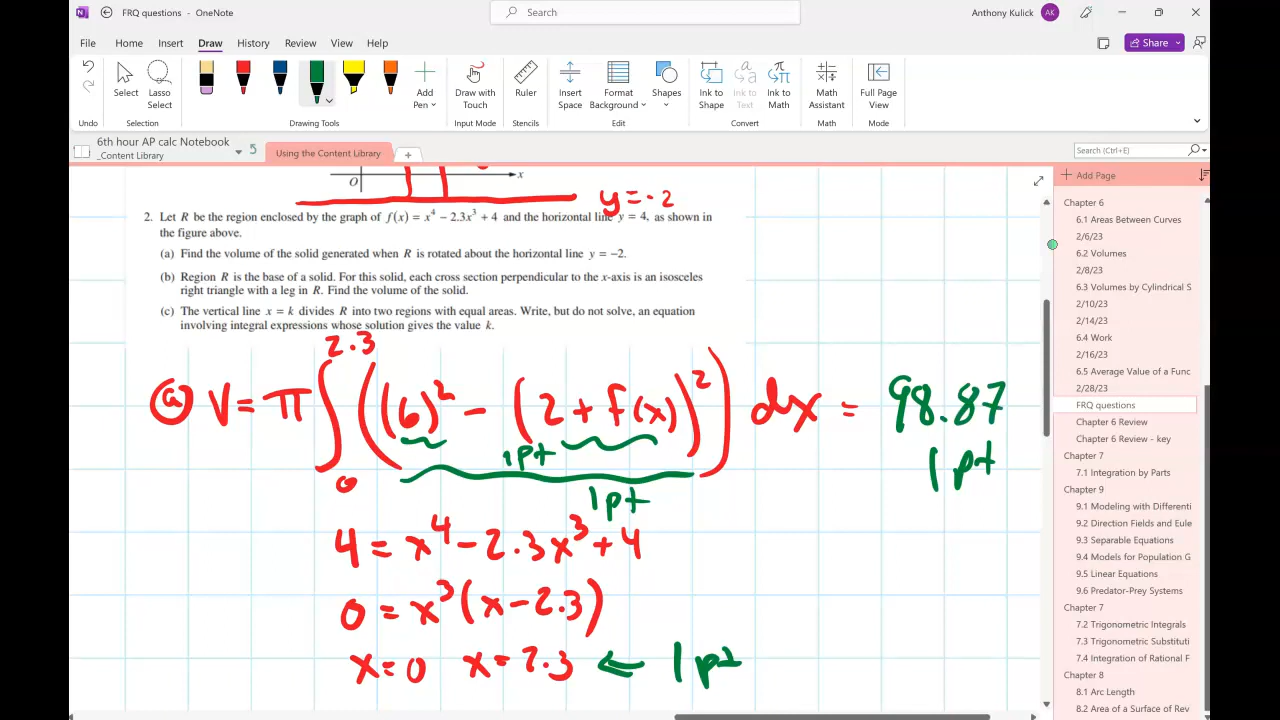 FRQ questions - OneNote
Search
Anthony Kulick AK
File Home Insert Draw History Review View Help
Share
Undo
Select
Lasso Select
Add Pen
Draw with Touch
Ruler
Insert Space
Format Background
Shapes
Ink to Shape
Ink to Text
Ink to Math
Math Assistant
Full Page View
Undo Selection Drawing Tools Input Mode Stencils Edit Convert Math Mode
6th hour AP calc Notebook
_Content Library
Using the Content Library
+
Search (Ctrl+E)
O x
y = -2
2. Let R be the region enclosed by the graph of f(x) = x⁴ − 2.3x³ + 4 and the horizontal line y = 4, as shown in
the figure above.
(a) Find the volume of the solid generated when R is rotated about the horizontal line y = −2.
(b) Region R is the base of a solid. For this solid, each cross section perpendicular to the x-axis is an isosceles
right triangle with a leg in R. Find the volume of the solid.
(c) The vertical line x = k divides R into two regions with equal areas. Write, but do not solve, an equation
involving integral expressions whose solution gives the value k.
2.3
(a) V = π ∫ ((6)² − (2 + f(x))²) dx = 98.87
0
1 pt
1 pt
1 pt
4 = x⁴ − 2.3x³ + 4
0 = x³(x − 2.3)
x = 0 x = 2.3 ⇐ 1 pt
Add Page
Chapter 6
6.1 Areas Between Curves
2/6/23
6.2 Volumes
2/8/23
6.3 Volumes by Cylindrical S
2/10/23
2/14/23
6.4 Work
2/16/23
6.5 Average Value of a Func
2/28/23
FRQ questions
Chapter 6 Review
Chapter 6 Review - key
Chapter 7
7.1 Integration by Parts
Chapter 9
9.1 Modeling with Differenti
9.2 Direction Fields and Eule
9.3 Separable Equations
9.4 Models for Population G
9.5 Linear Equations
9.6 Predator-Prey Systems
Chapter 7
7.2 Trigonometric Integrals
7.3 Trigonometric Substituti
7.4 Integration of Rational F
Chapter 8
8.1 Arc Length
8.2 Area of a Surface of Rev